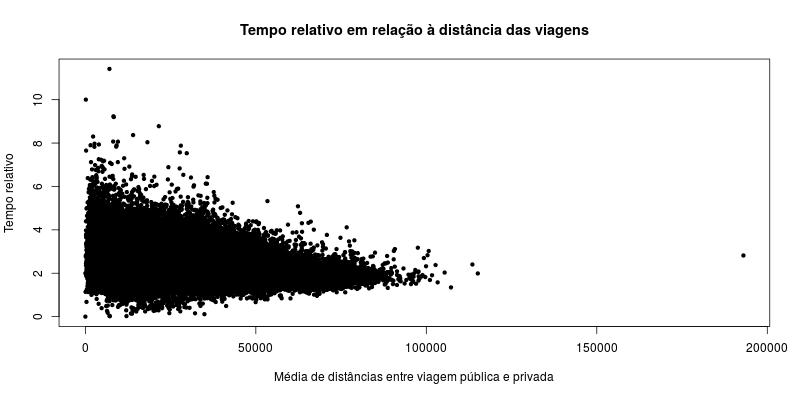 Tempo relativo em relação à distância das viagens
Tempo relativo
10
8
6
4
2
0
0 50000 100000 150000 200000
Média de distâncias entre viagem pública e privada